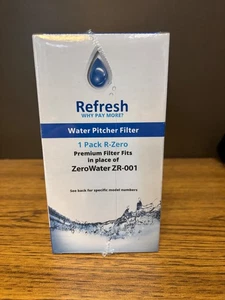 Refresh
WHY PAY MORE?
Water Pitcher Filter
1 Pack R-Zero
Premium Filter Fits
in place of
ZeroWater ZR-001
See back for specific model numbers